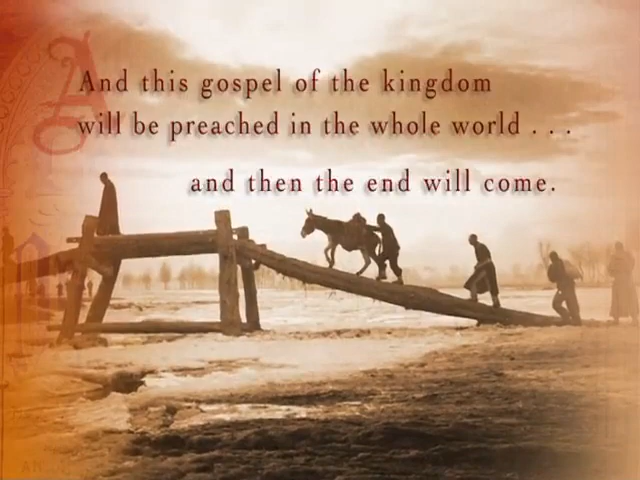 And this gospel of the kingdom
will be preached in the whole world . . .
and then the end will come.